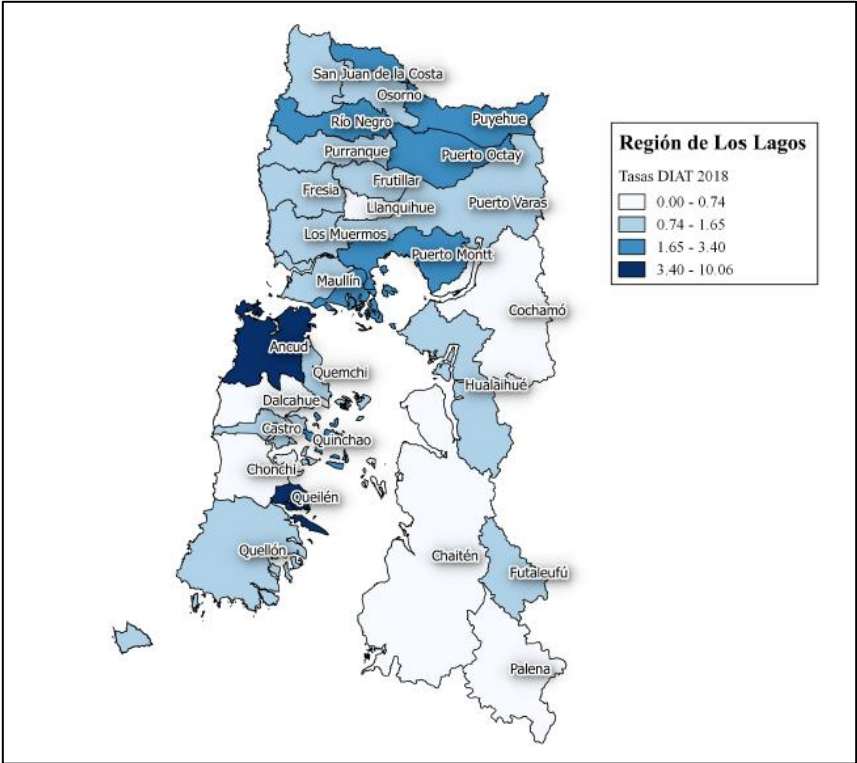 San Juan de la Costa
Osorno
Río Negro
Puyehue
Purranque
Puerto Octay
Frutillar
Fresia
Llanquihue
Puerto Varas
Los Muermos
Puerto Montt
Maullín
Cochamó
Ancud
Quemchi
Hualaihué
Dalcahue
Castro
Quinchao
Chonchi
Queilén
Quellón
Chaitén
Futaleufú
Palena
Región de Los Lagos
Tasas DIAT 2018
0.00 - 0.74
0.74 - 1.65
1.65 - 3.40
3.40 - 10.06